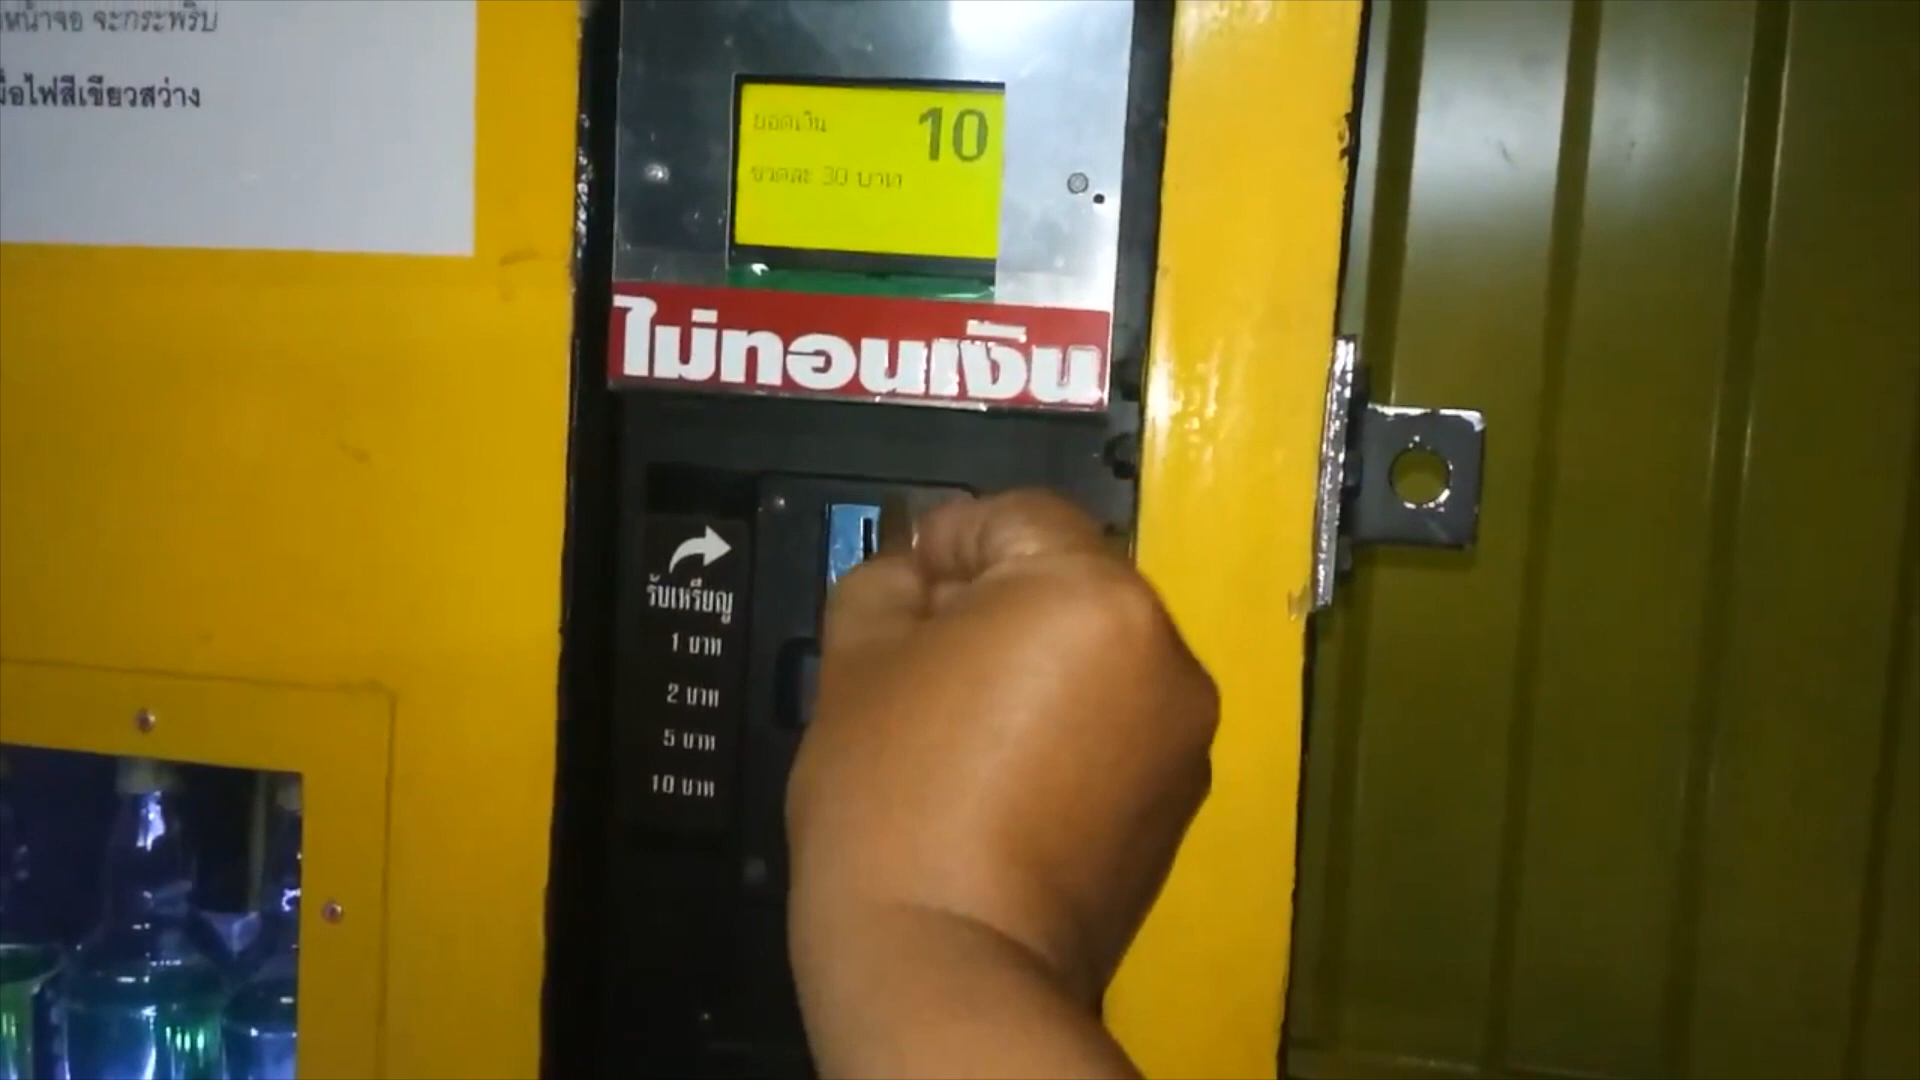 หน้าจอ จะกระพริบ
เมื่อไฟสีเขียวสว่าง
ยอดเงิน 10
ขวดละ 30 บาท
ไม่ทอนเงิน
รับเหรียญ
1 บาท
2 บาท
5 บาท
10 บาท